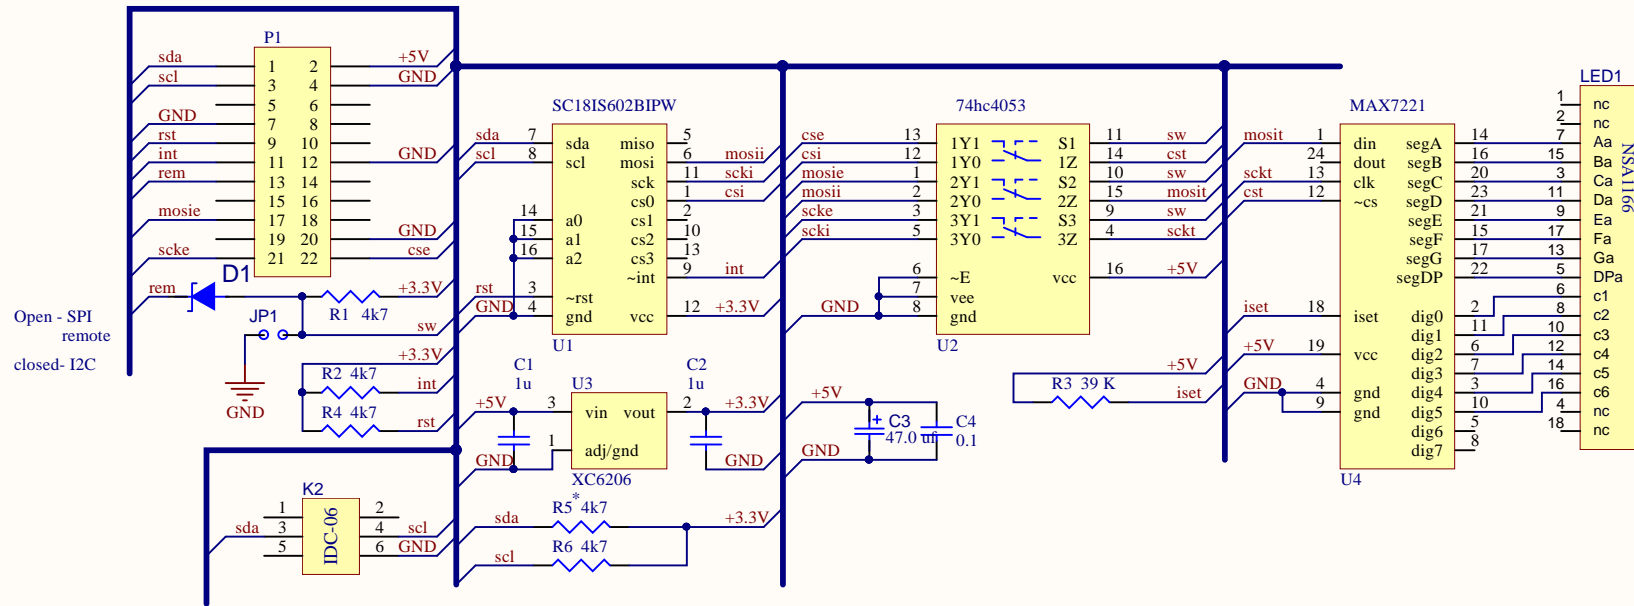 P1
sda 1 2 +5V
scl 3 4 GND
5 6
GND 7 8
rst 9 10
int 11 12 GND
rem 13 14
15 16
mosie 17 18
19 20 GND
scke 21 22 cse
D1
rem
+3.3V
R1 4k7
JP1
sw
GND
Open - SPI
remote
closed- I2C
+3.3V
R2 4k7
int
R4 4k7
rst
K2
IDC-06
1 2
sda 3 4 scl
5 6 GND
SC18IS602BIPW
sda 7 sda miso 5
scl 8 scl mosi 6 mosii
sck 11 scki
cs0 1 csi
14 a0 cs1 2
15 a1 cs2 10
16 a2 cs3 13
~int 9 int
rst 3 ~rst
GND 4 gnd vcc 12 +3.3V
U1
C1
1u
U3
C2
1u
+5V 3 vin vout 2 +3.3V
1 adj/gnd
GND
GND
XC6206
*
sda R5 4k7 +3.3V
scl R6 4k7
74hc4053
cse 13 1Y1 S1 11 sw
csi 12 1Y0 1Z 14 cst
mosie 1 2Y1 S2 10 sw
mosii 2 2Y0 2Z 15 mosit
scke 3 3Y1 S3 9 sw
scki 5 3Y0 3Z 4 sckt
6 ~E vcc 16 +5V
7 vee
GND 8 gnd
U2
+5V
+ C3
47.0 uf
C4
0.1
GND
+5V
R3 39 K
iset
MAX7221
mosit 1 din segA 14
24 dout segB 16
sckt 13 clk segC 20
cst 12 ~cs segD 23
segE 21
segF 15
segG 17
segDP 22
iset 18 iset dig0 2
dig1 11
+5V 19 vcc dig2 6
dig3 7
GND 4 gnd dig4 3
9 gnd dig5 10
dig6 5
dig7 8
U4
LED1
NSA1166
1 nc
2 nc
7 Aa
15 Ba
3 Ca
11 Da
9 Ea
17 Fa
13 Ga
5 DPa
6 c1
8 c2
10 c3
12 c4
14 c5
16 c6
4 nc
18 nc